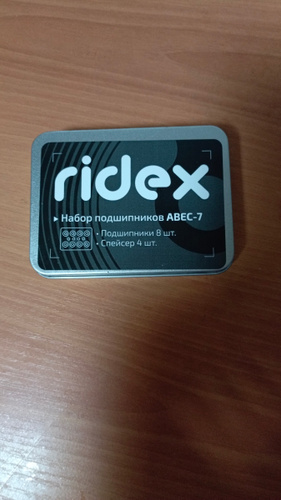 ridex
▸ Набор подшипников ABEC-7
• Подшипники 8 шт.
• Спейсер 4 шт.